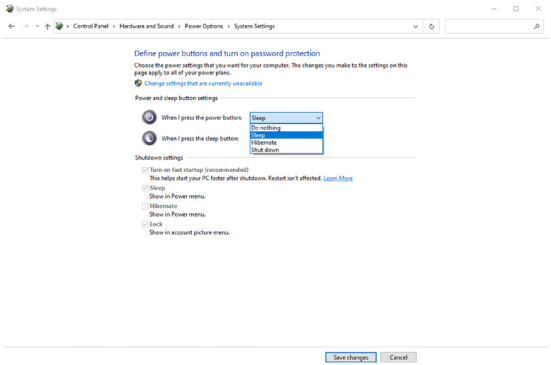 System Settings
Control Panel > Hardware and Sound > Power Options > System Settings
Define power buttons and turn on password protection
Choose the power settings that you want for your computer. The changes you make to the settings on this
page apply to all of your power plans.
Change settings that are currently unavailable
Power and sleep button settings
When I press the power button: Sleep
Do nothing
Sleep
Hibernate
Shut down
When I press the sleep button:
Shutdown settings
Turn on fast startup (recommended)
This helps start your PC faster after shutdown. Restart isn't affected. Learn More
Sleep
Show in Power menu.
Hibernate
Show in Power menu.
Lock
Show in account picture menu.
Save changes Cancel